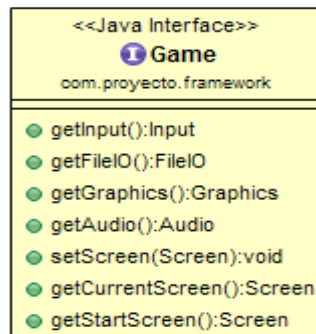 <<Java Interface>>
I Game
com.proyecto.framework
getInput():Input
getFileIO():FileIO
getGraphics():Graphics
getAudio():Audio
setScreen(Screen):void
getCurrentScreen():Screen
getStartScreen():Screen